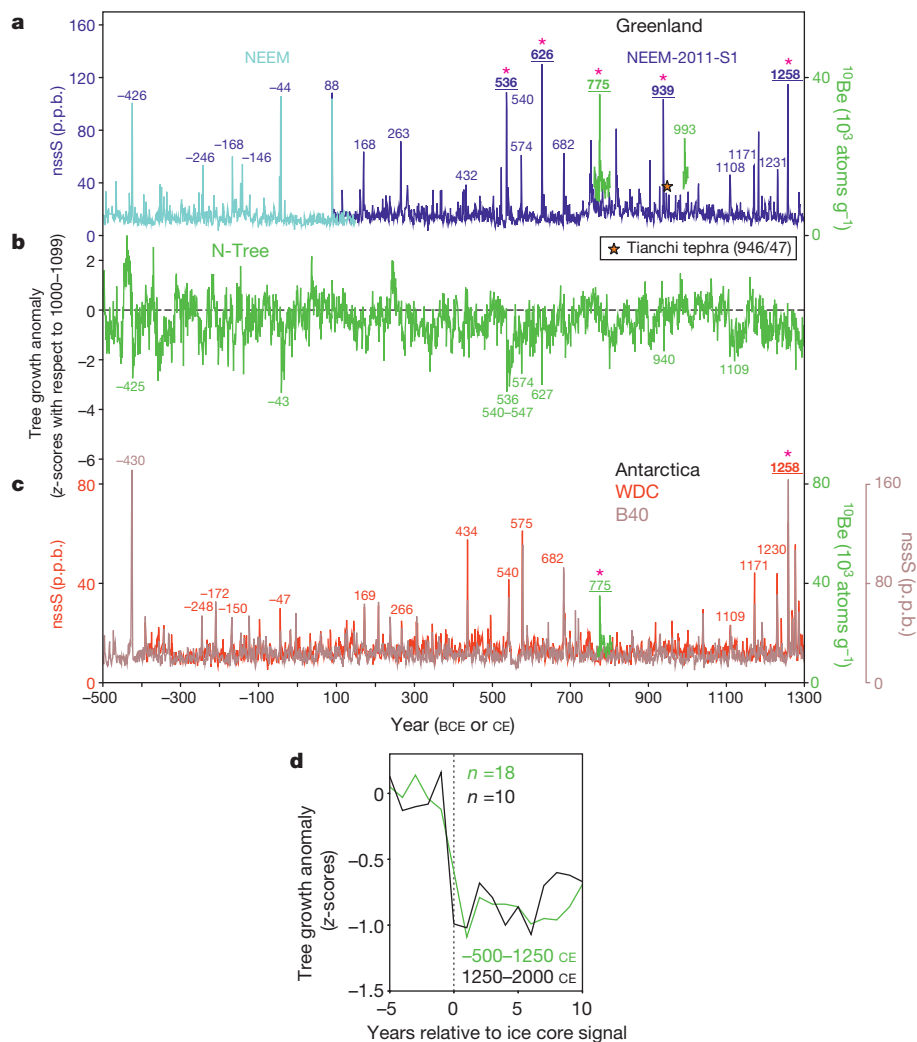 a
Greenland
160
120
80
40
0
nssS (p.p.b.)
NEEM
NEEM-2011-S1
–426
–246
–168
–146
–44
88
168
263
432
*
536
540
574
*
626
682
*
775
*
939
993
1108
1171
1231
*
1258
80
40
0
10Be (10³ atoms g⁻¹)
b
N-Tree
Tianchi tephra (946/47)
2
0
–2
–4
–6
Tree growth anomaly
(z-scores with respect to 1000–1099)
–425
–43
536
540–547
574
627
940
1109
c
Antarctica
WDC
B40
80
40
0
nssS (p.p.b.)
–430
–248
–172
–150
–47
169
266
434
540
575
682
*
775
1109
1171
1230
*
1258
80
40
0
10Be (10³ atoms g⁻¹)
160
80
0
nssS (p.p.b.)
–500 –300 –100 100 300 500 700 900 1100 1300
Year (BCE or CE)
d
n =18
n =10
0
–0.5
–1.0
–1.5
Tree growth anomaly
(z-scores)
–500–1250 CE
1250–2000 CE
–5 0 5 10
Years relative to ice core signal